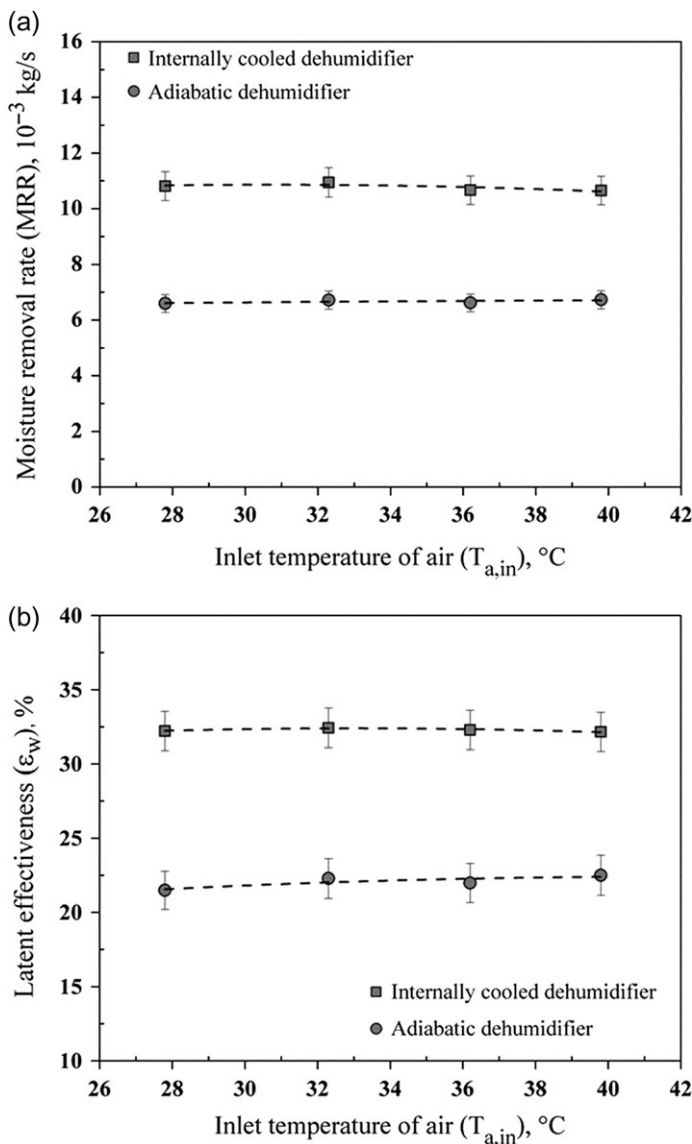 (a)
16
14
12
10
8
6
4
2
0
Moisture removal rate (MRR), 10⁻³ kg/s
Internally cooled dehumidifier
Adiabatic dehumidifier
26 28 30 32 34 36 38 40 42
Inlet temperature of air (Tₐ,ᵢₙ), °C
(b)
40
35
30
25
20
15
10
Latent effectiveness (ε_w), %
Internally cooled dehumidifier
Adiabatic dehumidifier
26 28 30 32 34 36 38 40 42
Inlet temperature of air (Tₐ,ᵢₙ), °C